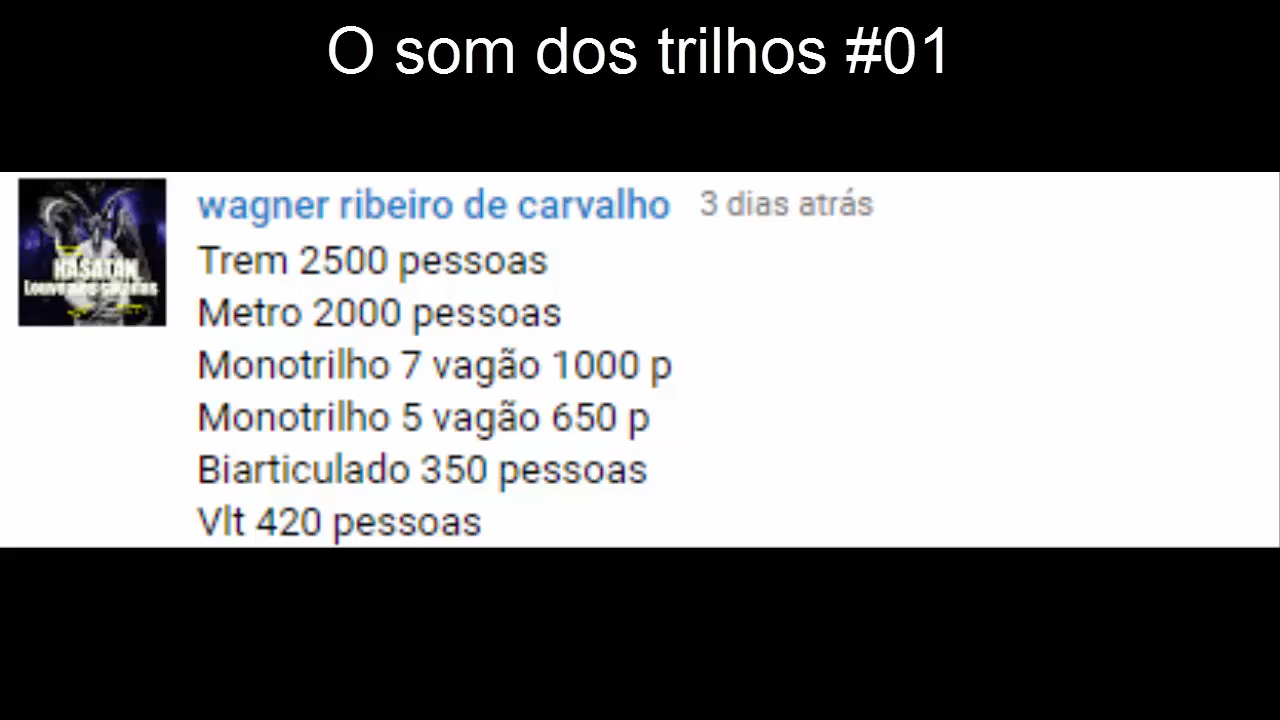 O som dos trilhos #01
wagner ribeiro de carvalho 3 dias atrás
Trem 2500 pessoas
Metro 2000 pessoas
Monotrilho 7 vagão 1000 p
Monotrilho 5 vagão 650 p
Biarticulado 350 pessoas
Vlt 420 pessoas
HASATAN